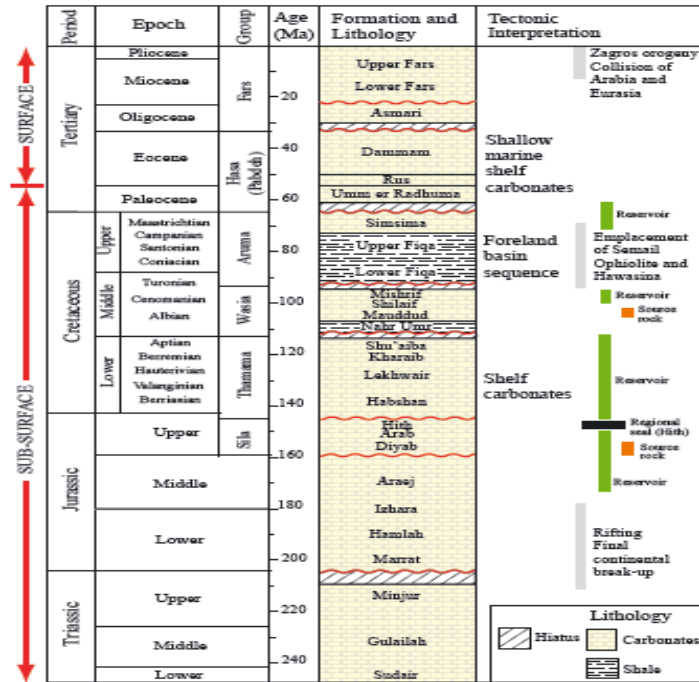 Period
Epoch
Group
Age
(Ma)
Formation and
Lithology
Tectonic
Interpretation
SURFACE
SUB-SURFACE
Tertiary
Cretaceous
Jurassic
Triassic
Pliocene
Miocene
Oligocene
Eocene
Paleocene
Upper
Maastrichtian
Campanian
Santonian
Coniacian
Middle
Turonian
Cenomanian
Albian
Lower
Aptian
Berremian
Hauterivian
Valanginian
Berriasian
Upper
Middle
Lower
Upper
Middle
Lower
Fars
Hasa
(Pabdeh)
Aruma
Wasia
Thamama
Sila
20
40
60
80
100
120
140
160
180
200
220
240
Upper Fars
Lower Fars
Asmari
Dammam
Rus
Umm er Radhuma
Simsima
Upper Fiqa
Lower Fiqa
Mishrif
Shilaif
Mauddud
Nahr Umr
Shu'aiba
Kharaib
Lekhwair
Habshan
Hith
Arab
Diyab
Araej
Izhara
Hamlah
Marrat
Minjur
Gulailah
Sudair
Zagros orogeny
Collision of
Arabia and
Eurasia
Shallow
marine
shelf
carbonates
Reservoir
Foreland
basin
sequence
Emplacement
of Semail
Ophiolite and
Hawasina
Reservoir
Source
rock
Shelf
carbonates
Reservoir
Regional
seal (Hith)
Source
rock
Reservoir
Rifting
Final
continental
break-up
Lithology
Hiatus
Carbonates
Shale